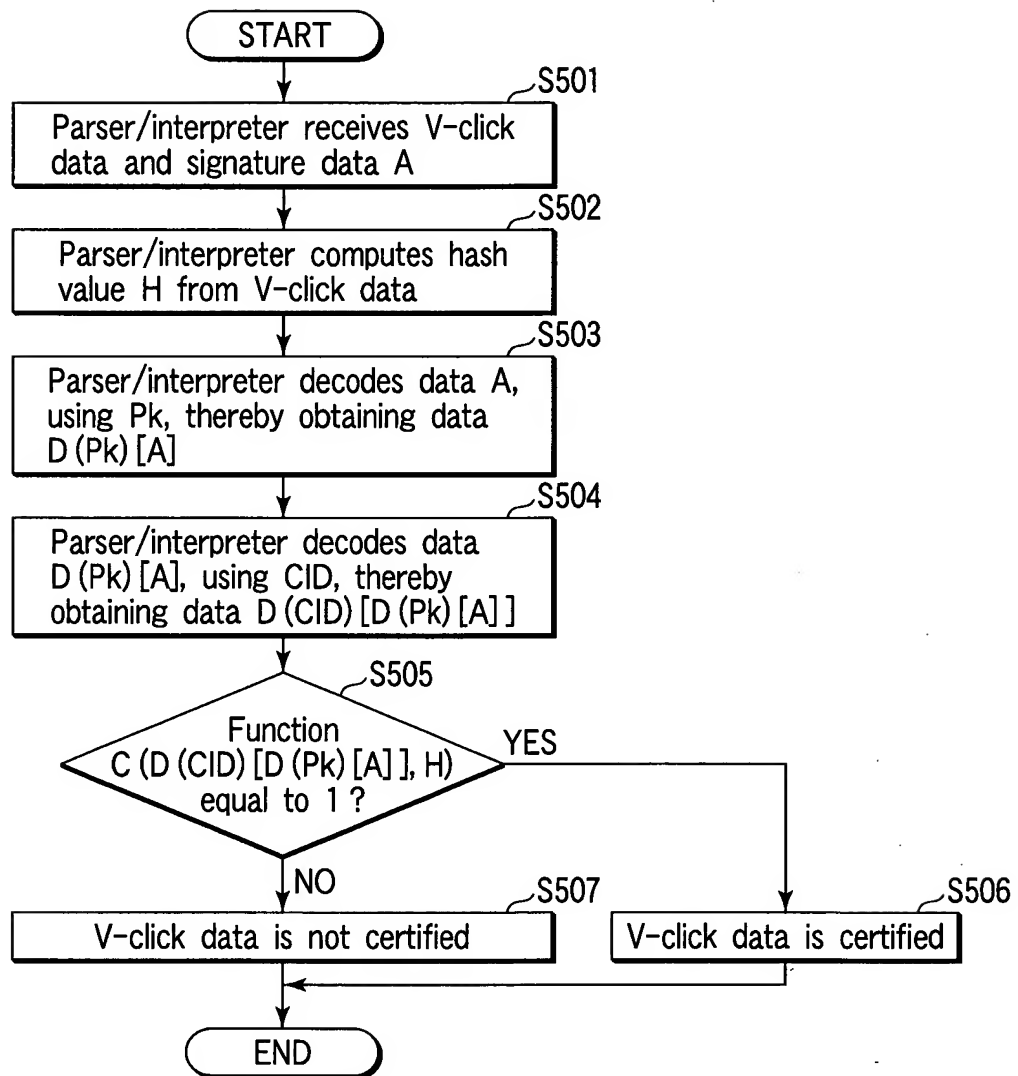 START
S501
Parser/interpreter receives V-click
data and signature data A
S502
Parser/interpreter computes hash
value H from V-click data
S503
Parser/interpreter decodes data A,
using Pk, thereby obtaining data
D (Pk) [A]
S504
Parser/interpreter decodes data
D (Pk) [A], using CID, thereby
obtaining data D (CID) [D (Pk) [A] ]
S505
Function
C (D (CID) [D (Pk) [A] ], H)
equal to 1 ?
YES
NO
S507
V-click data is not certified
S506
V-click data is certified
END